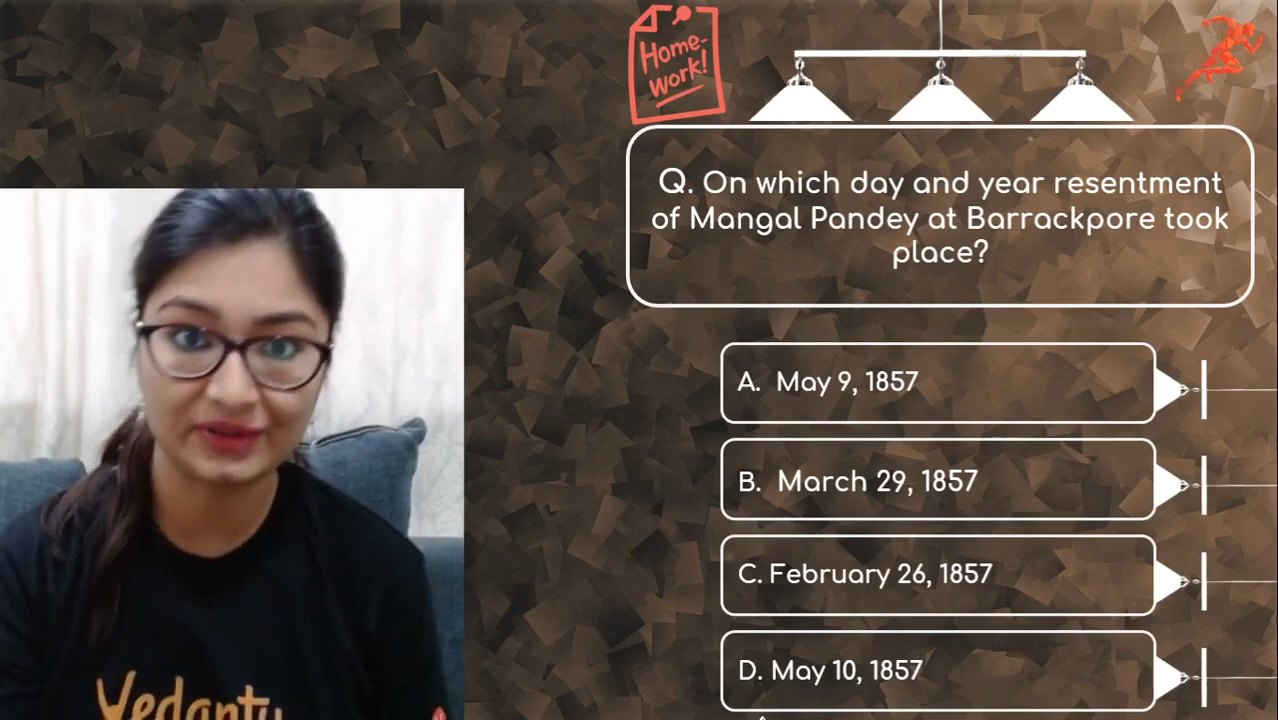 Home-
work!
Q. On which day and year resentment
of Mangal Pandey at Barrackpore took
place?
A. May 9, 1857
B. March 29, 1857
C. February 26, 1857
D. May 10, 1857
Vedantu